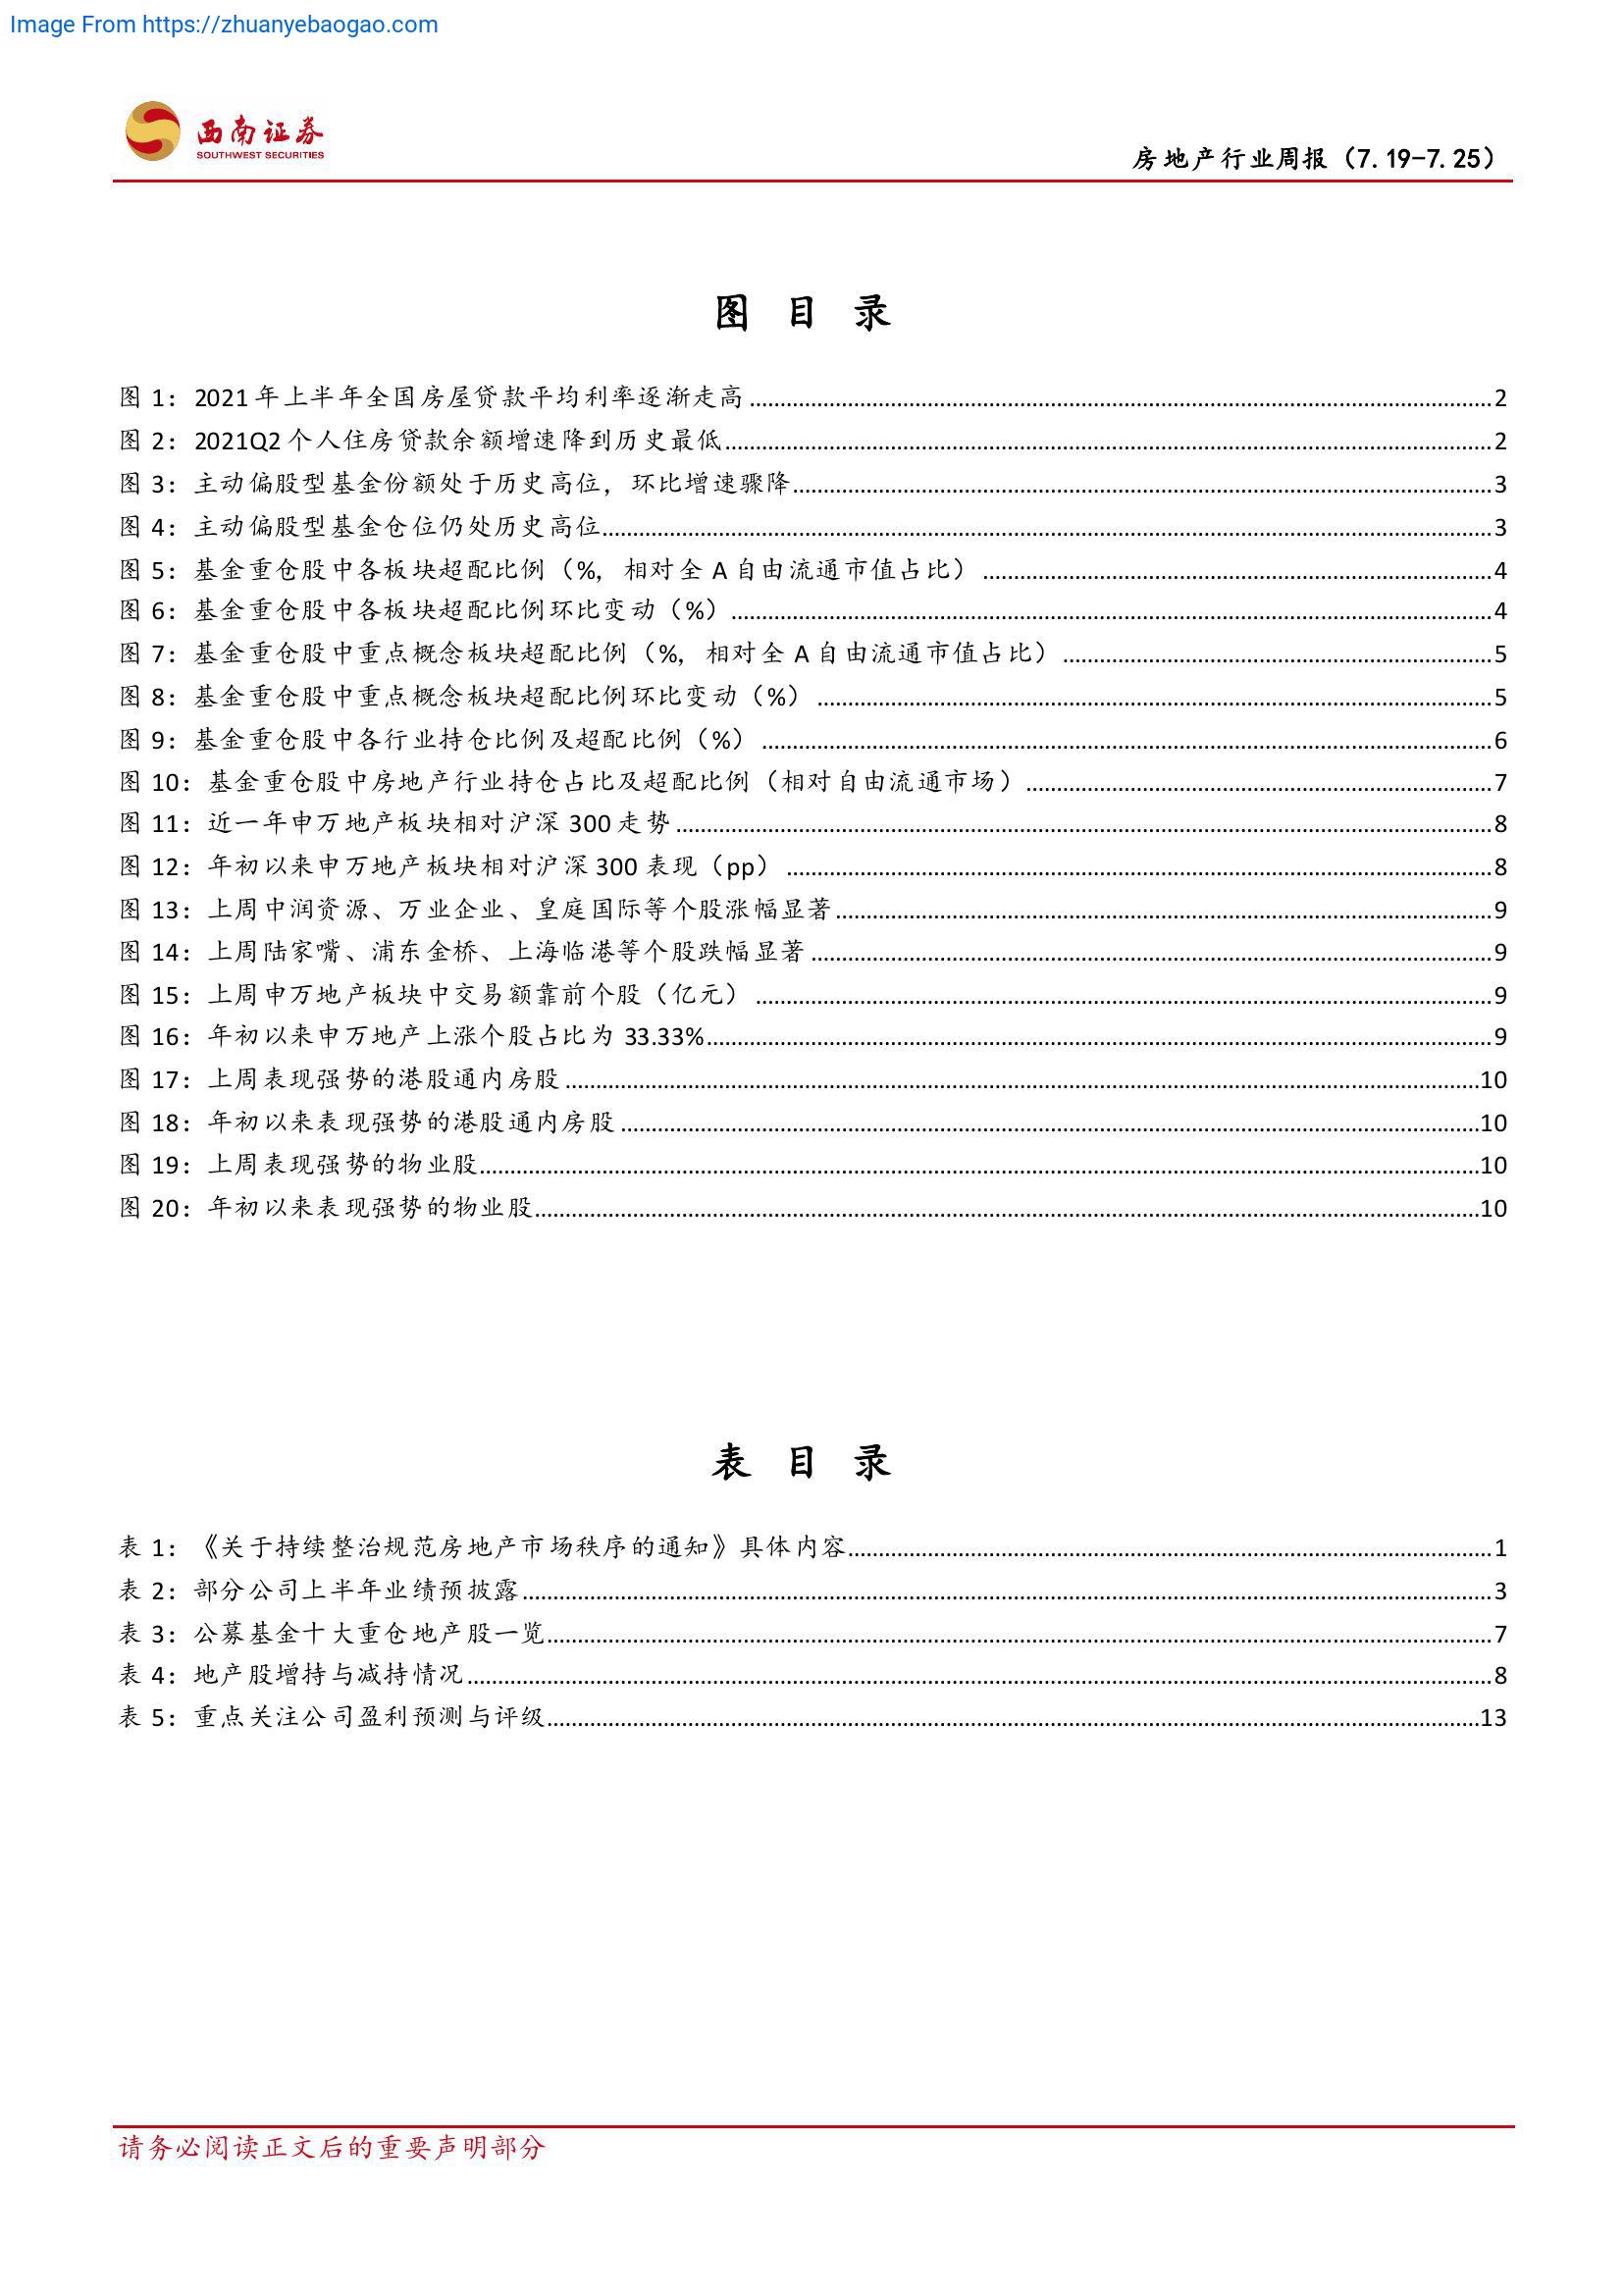 Image From https://zhuanyebaogao.com
西南证券
SOUTHWEST SECURITIES
房地产行业周报（7.19-7.25）
图 目 录
图 1：2021 年上半年全国房屋贷款平均利率逐渐走高........2
图 2：2021Q2 个人住房贷款余额增速降到历史最低........2
图 3：主动偏股型基金份额处于历史高位，环比增速骤降........3
图 4：主动偏股型基金仓位仍处历史高位........3
图 5：基金重仓股中各板块超配比例（%，相对全 A 自由流通市值占比）........4
图 6：基金重仓股中各板块超配比例环比变动（%）........4
图 7：基金重仓股中重点概念板块超配比例（%，相对全 A 自由流通市值占比）........5
图 8：基金重仓股中重点概念板块超配比例环比变动（%）........5
图 9：基金重仓股中各行业持仓比例及超配比例（%）........6
图 10：基金重仓股中房地产行业持仓占比及超配比例（相对自由流通市场）........7
图 11：近一年申万地产板块相对沪深 300 走势........8
图 12：年初以来申万地产板块相对沪深 300 表现（pp）........8
图 13：上周中润资源、万业企业、皇庭国际等个股涨幅显著........9
图 14：上周陆家嘴、浦东金桥、上海临港等个股跌幅显著........9
图 15：上周申万地产板块中交易额靠前个股（亿元）........9
图 16：年初以来申万地产上涨个股占比为 33.33%........9
图 17：上周表现强势的港股通内房股........10
图 18：年初以来表现强势的港股通内房股........10
图 19：上周表现强势的物业股........10
图 20：年初以来表现强势的物业股........10
表 目 录
表 1：《关于持续整治规范房地产市场秩序的通知》具体内容........1
表 2：部分公司上半年业绩预披露........3
表 3：公募基金十大重仓地产股一览........7
表 4：地产股增持与减持情况........8
表 5：重点关注公司盈利预测与评级........13
请务必阅读正文后的重要声明部分